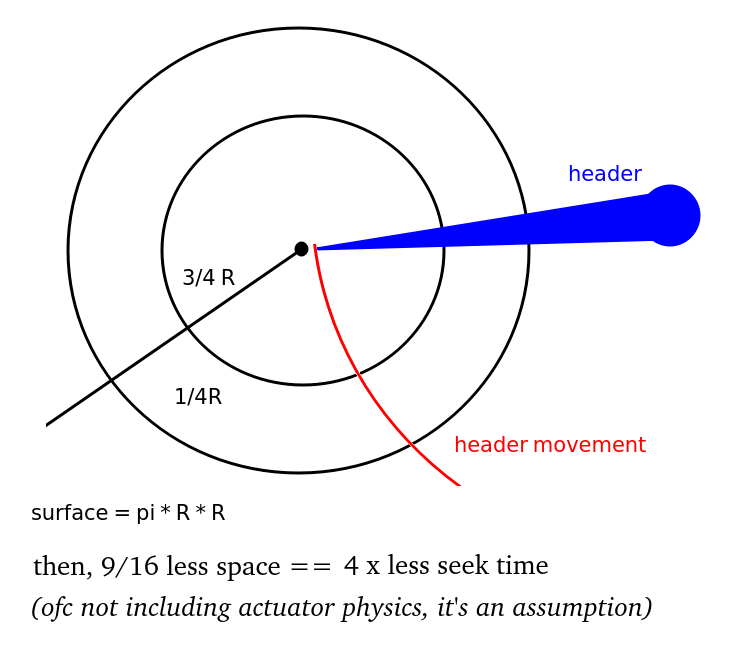 header
3/4 R
1/4R
header movement
surface = pi * R * R
then, 9/16 less space == 4 x less seek time
(ofc not including actuator physics, it's an assumption)